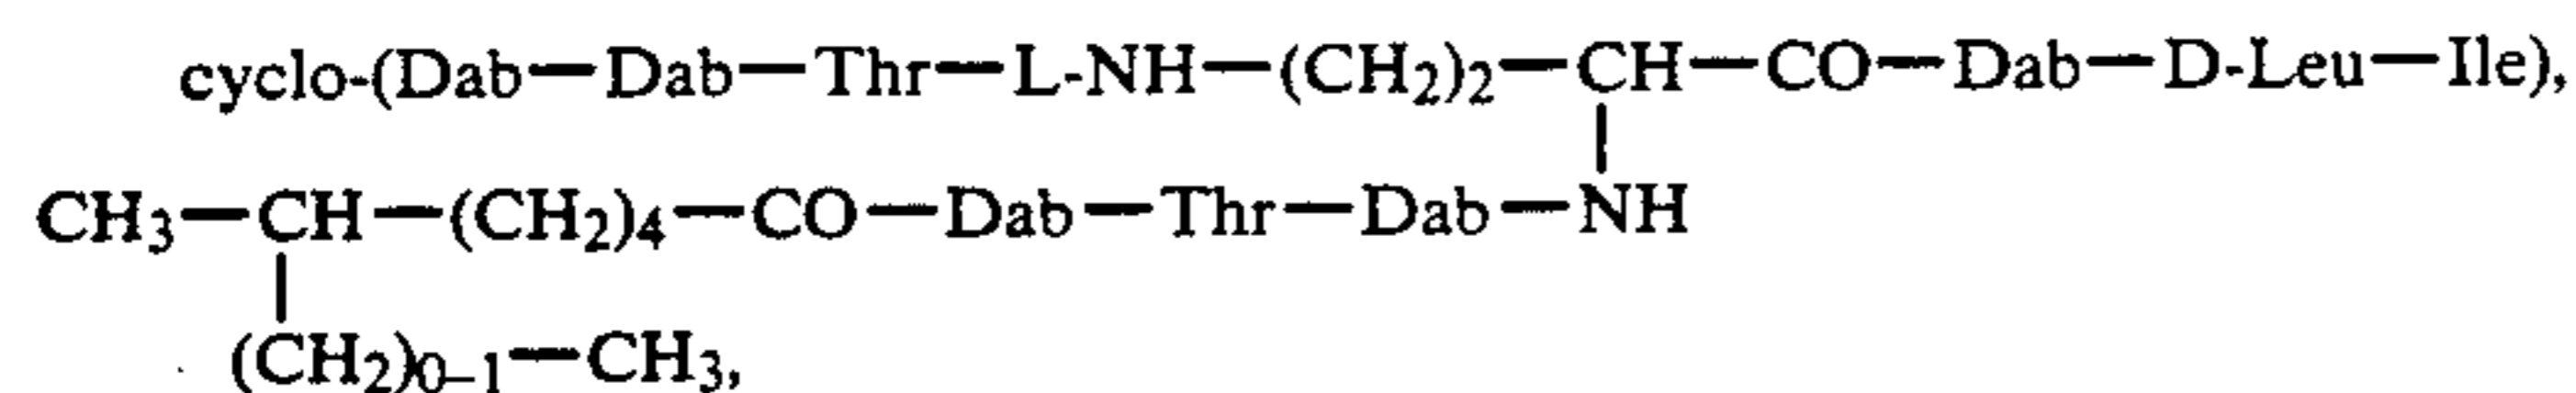 cyclo-(Dab—Dab—Thr—L-NH—(CH₂)₂—CH—CO—Dab—D-Leu—Ile),
CH₃—CH—(CH₂)₄—CO—Dab—Thr—Dab—NH
(CH₂)₀₋₁—CH₃,